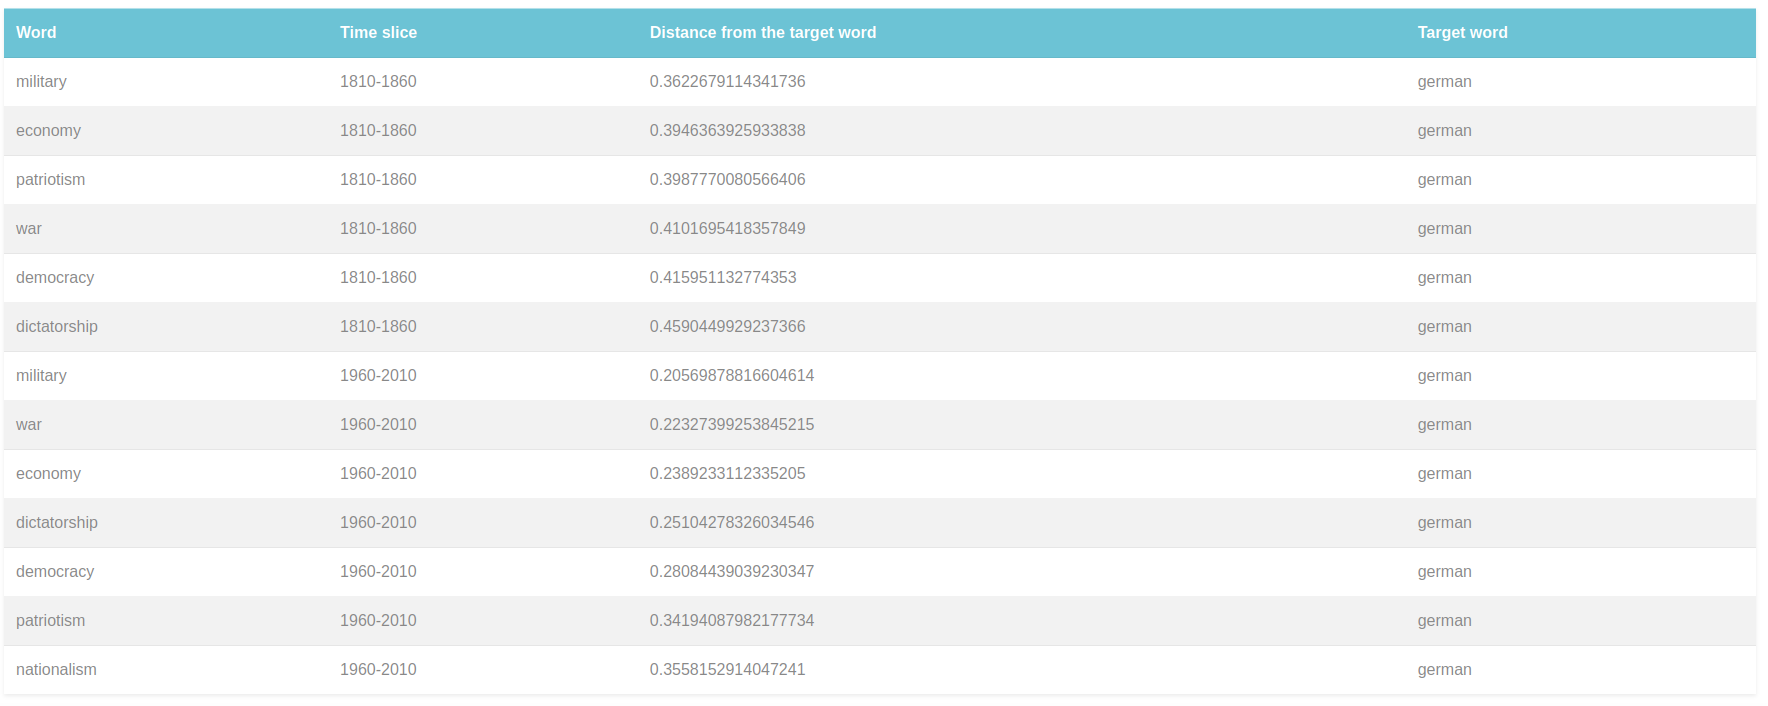 Word Time slice Distance from the target word Target word
military 1810-1860 0.3622679114341736 german
economy 1810-1860 0.3946363925933838 german
patriotism 1810-1860 0.3987770080566406 german
war 1810-1860 0.4101695418357849 german
democracy 1810-1860 0.415951132774353 german
dictatorship 1810-1860 0.4590449929237366 german
military 1960-2010 0.20569878816604614 german
war 1960-2010 0.22327399253845215 german
economy 1960-2010 0.2389233112335205 german
dictatorship 1960-2010 0.25104278326034546 german
democracy 1960-2010 0.28084439039230347 german
patriotism 1960-2010 0.34194087982177734 german
nationalism 1960-2010 0.3558152914047241 german